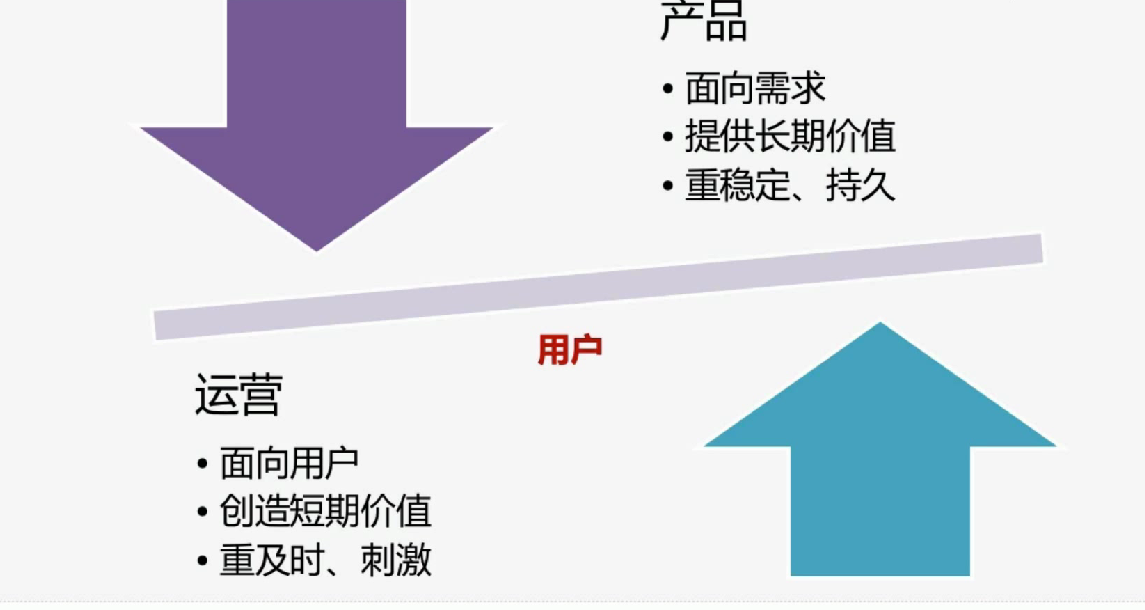 产品
• 面向需求
• 提供长期价值
• 重稳定、持久
用户
运营
• 面向用户
• 创造短期价值
• 重及时、刺激